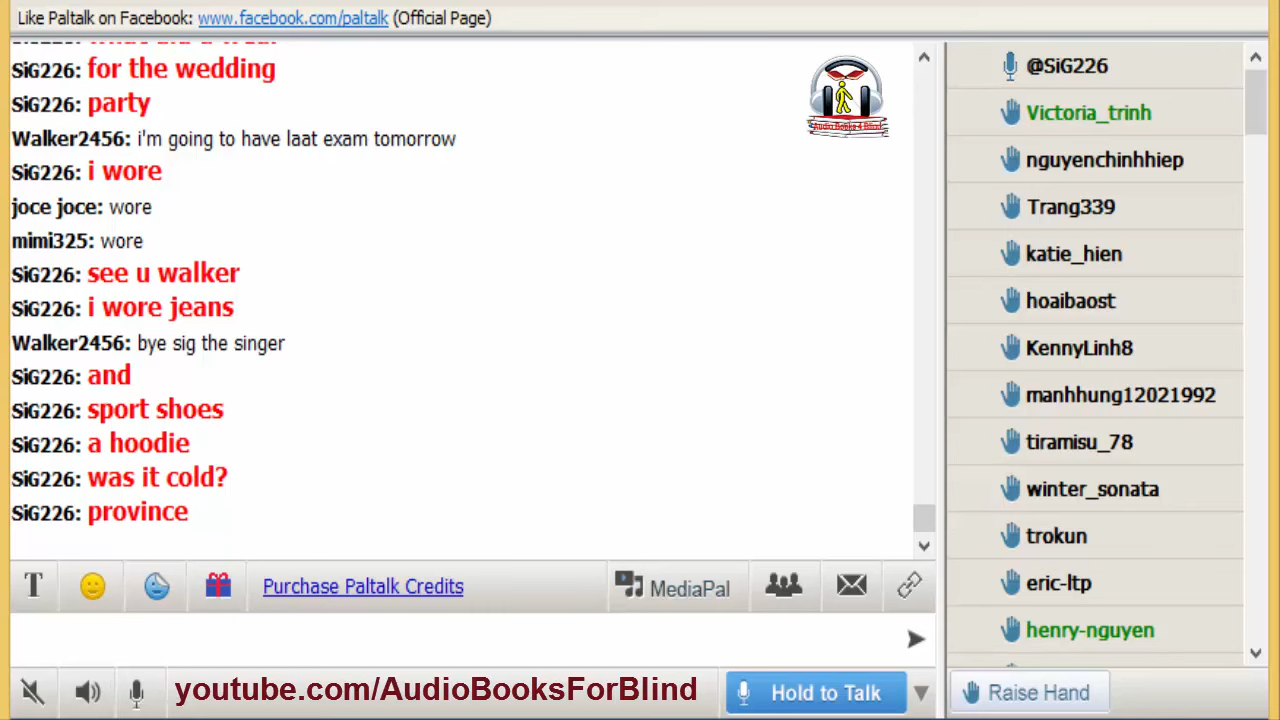 Like Paltalk on Facebook: www.facebook.com/paltalk (Official Page)
SiG226: for the wedding
SiG226: party
Walker2456: i'm going to have laat exam tomorrow
SiG226: i wore
joce joce: wore
mimi325: wore
SiG226: see u walker
SiG226: i wore jeans
Walker2456: bye sig the singer
SiG226: and
SiG226: sport shoes
SiG226: a hoodie
SiG226: was it cold?
SiG226: province
Audio Books 4 Blind
@SiG226
Victoria_trinh
nguyenchinhhiep
Trang339
katie_hien
hoaibaost
KennyLinh8
manhhung12021992
tiramisu_78
winter_sonata
trokun
eric-ltp
henry-nguyen
T Purchase Paltalk Credits MediaPal
youtube.com/AudioBooksForBlind Hold to Talk Raise Hand